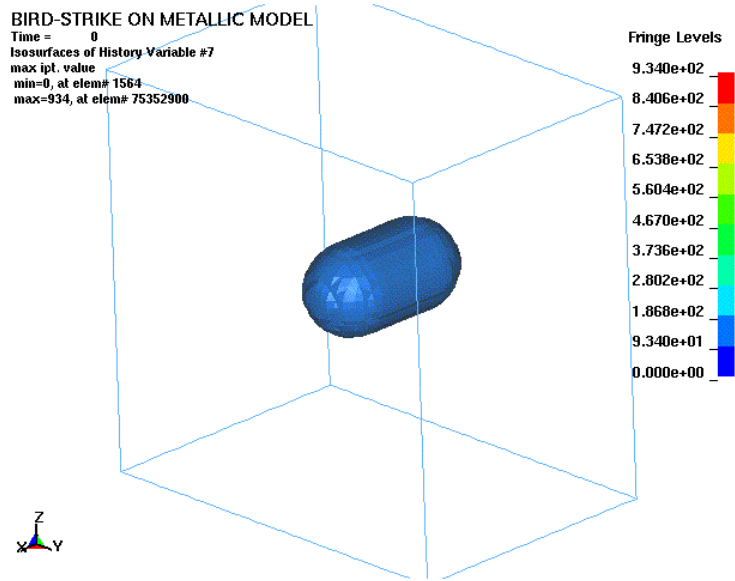 BIRD-STRIKE ON METALLIC MODEL
Time = 0
Isosurfaces of History Variable #7
max ipt. value
min=0, at elem# 1564
max=934, at elem# 75352900
Fringe Levels
9.340e+02
8.406e+02
7.472e+02
6.538e+02
5.604e+02
4.670e+02
3.736e+02
2.802e+02
1.868e+02
9.340e+01
0.000e+00
Z
X Y